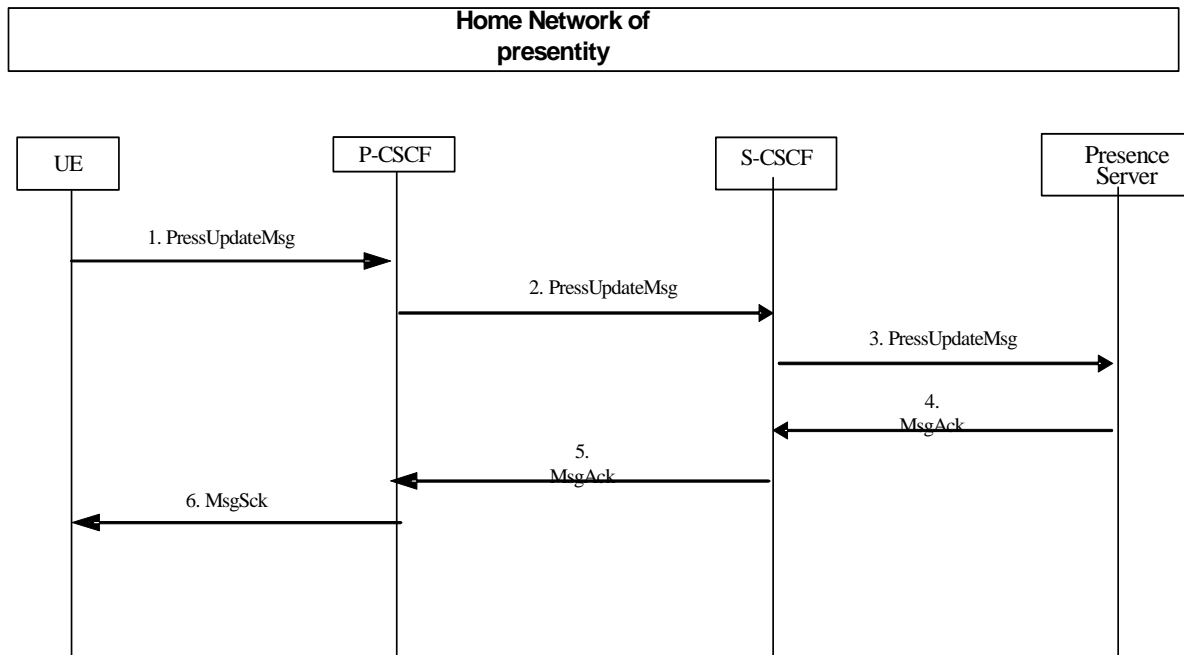 Home Network of
presentity
UE
P-CSCF
S-CSCF
Presence
Server
1. PressUpdateMsg
2. PressUpdateMsg
3. PressUpdateMsg
4.
MsgAck
5.
MsgAck
6. MsgSck